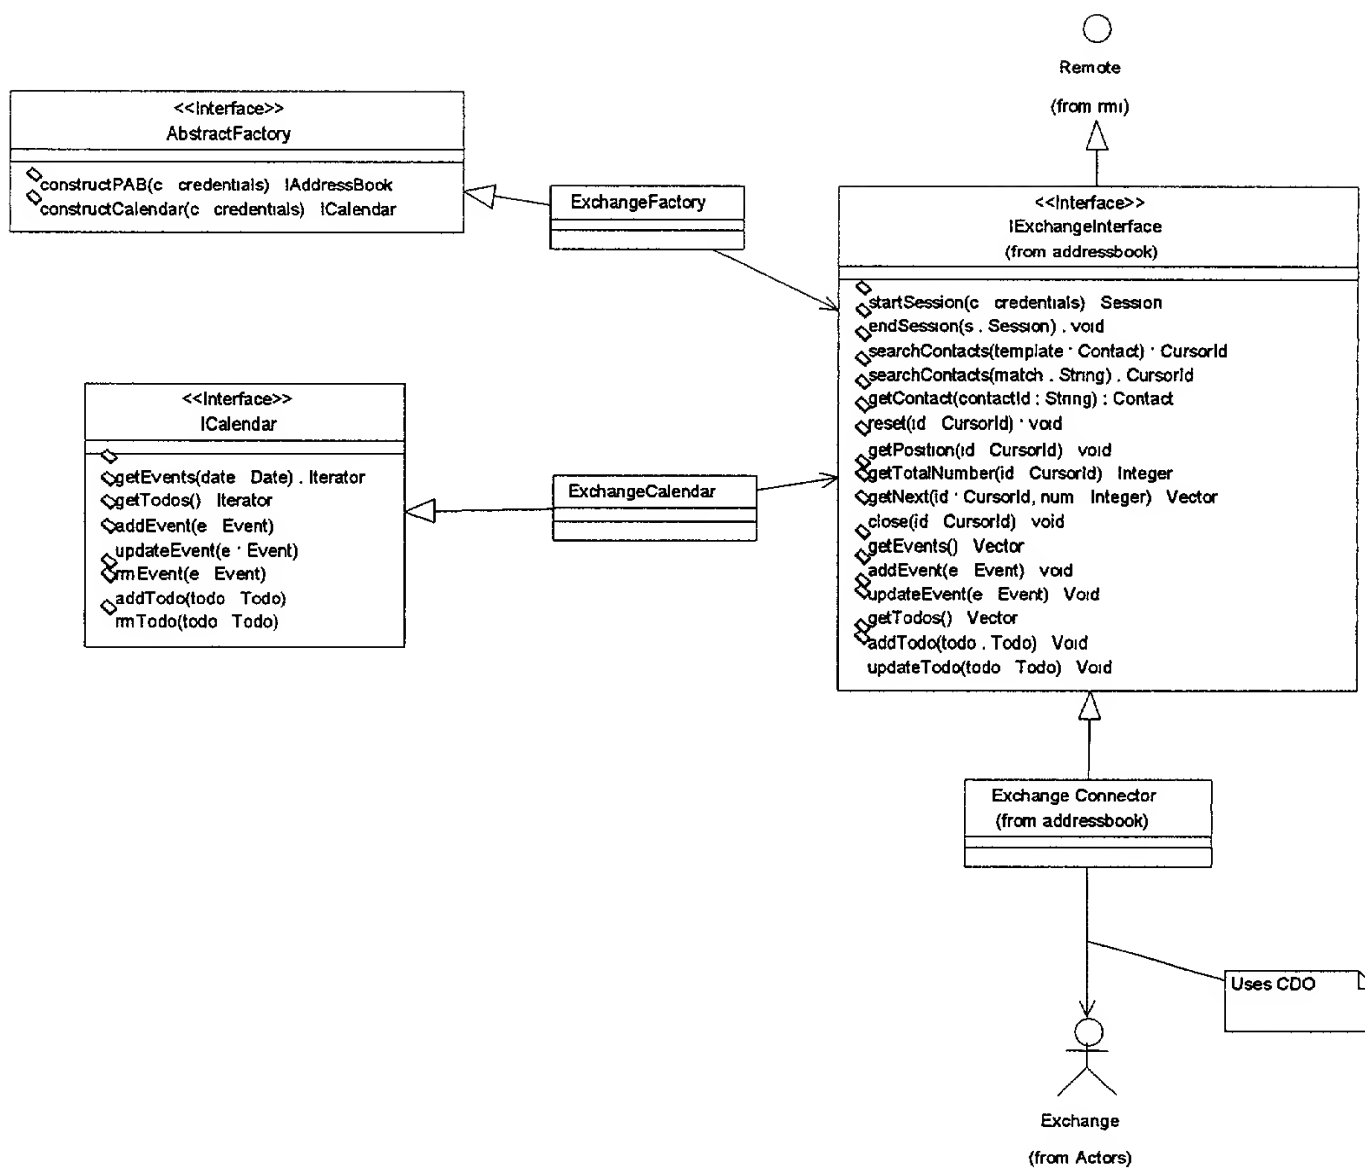 Remote
(from rmi)
<<Interface>>
AbstractFactory
constructPAB(c credentials) IAddressBook
constructCalendar(c credentials) ICalendar
ExchangeFactory
<<Interface>>
IExchangeInterface
(from addressbook)
startSession(c credentials) Session
endSession(s . Session) . void
searchContacts(template · Contact) · CursorId
searchContacts(match . String) . CursorId
getContact(contactId : String) : Contact
reset(id CursorId) · void
getPosition(id CursorId) void
getTotalNumber(id CursorId) Integer
getNext(id · CursorId, num Integer) Vector
close(id CursorId) void
getEvents() Vector
addEvent(e Event) void
updateEvent(e Event) Void
getTodos() Vector
addTodo(todo . Todo) Void
updateTodo(todo Todo) Void
<<Interface>>
ICalendar
getEvents(date Date) . Iterator
getTodos() Iterator
addEvent(e Event)
updateEvent(e · Event)
rmEvent(e Event)
addTodo(todo Todo)
rmTodo(todo Todo)
ExchangeCalendar
Exchange Connector
(from addressbook)
Uses CDO
Exchange
(from Actors)